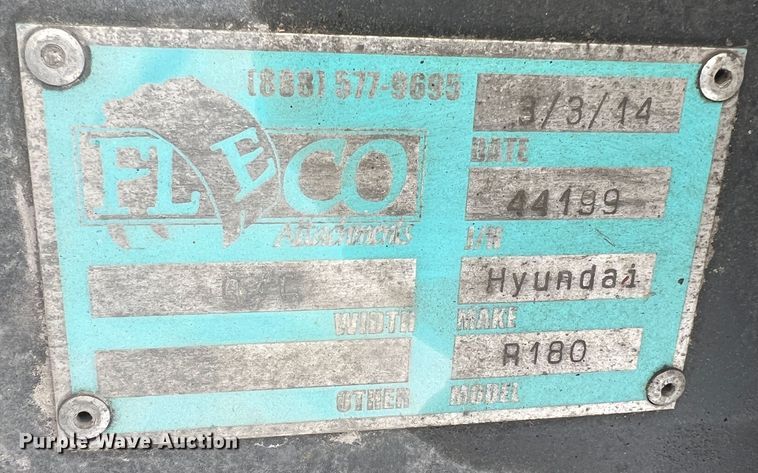 (888) 577-9695
3/3/14
DATE
FLECO
Attachments
44199
Hyundai
WIDTH
MAKE
R180
OTHER
MODEL
Purple Wave Auction